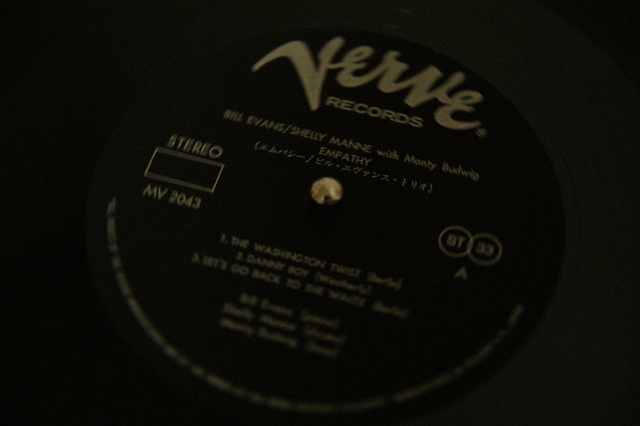 VERVE
RECORDS
BILL EVANS/SHELLY MANNE with Monty Budwig
EMPATHY
(エムパシー/ビル・エヴァンス・トリオ)
STEREO
MV 2043
ST 33
A
1. THE WASHINGTON TWIST (Berlin)
2. DANNY BOY (Weatherly)
3. LET'S GO BACK TO THE WALTZ (Berlin)
Bill Evans (piano)
Shelly Manne (drums)
Monty Budwig (bass)